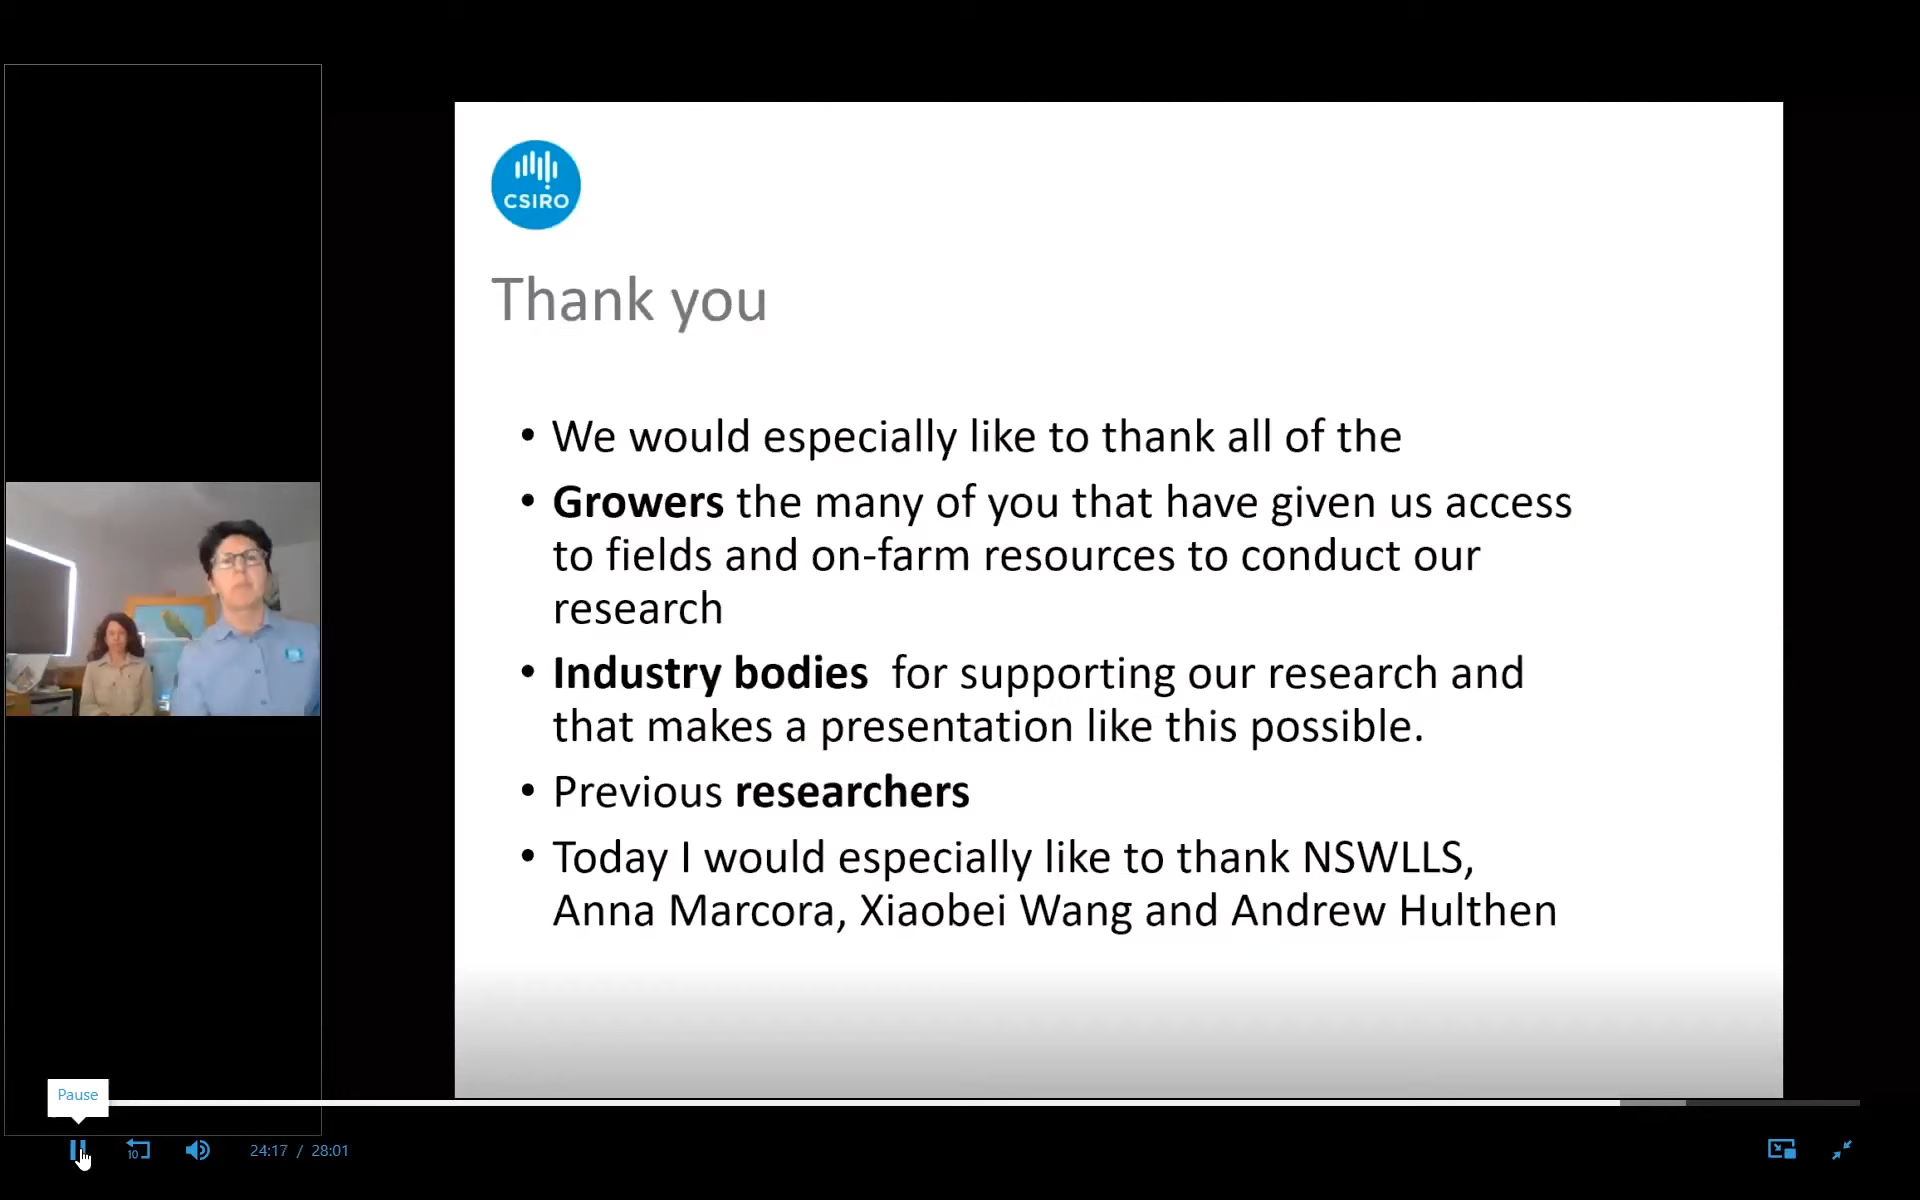 CSIRO
Thank you
• We would especially like to thank all of the
• Growers the many of you that have given us access
to fields and on-farm resources to conduct our
research
• Industry bodies for supporting our research and
that makes a presentation like this possible.
• Previous researchers
• Today I would especially like to thank NSWLLS,
Anna Marcora, Xiaobei Wang and Andrew Hulthen
Pause
10
24:17 / 28:01